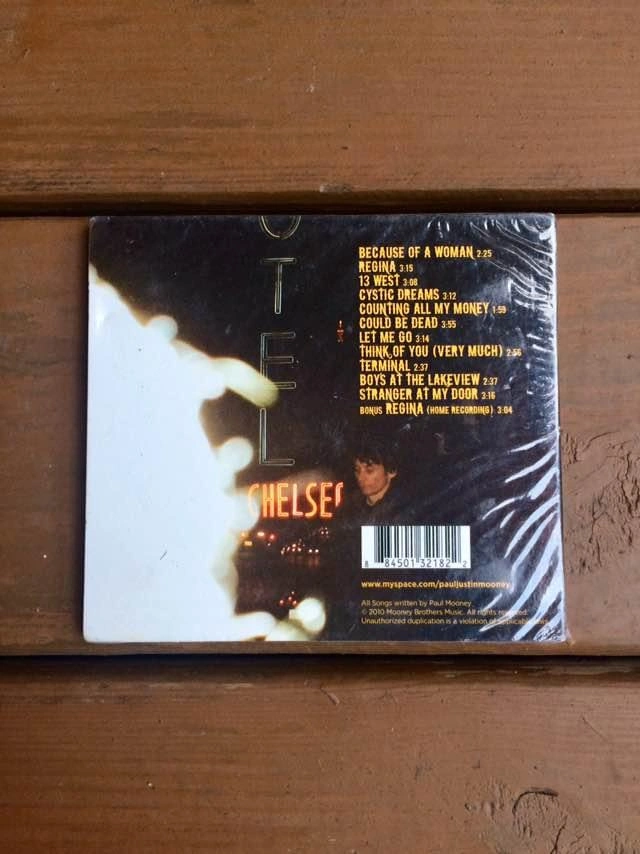 OTEL
CHELSE
BECAUSE OF A WOMAN 2:25
REGINA 3:15
13 WEST 3:08
CYSTIC DREAMS 3:12
COUNTING ALL MY MONEY 1:59
COULD BE DEAD 3:55
LET ME GO 3:14
THINK OF YOU (VERY MUCH) 2:56
TERMINAL 2:37
BOYS AT THE LAKEVIEW 2:37
STRANGER AT MY DOOR 3:16
BONUS REGINA (HOME RECORDING) 3:04
8 84501 32182 2
www.myspace.com/pauljustinmooney
All Songs written by Paul Mooney
© 2010 Mooney Brothers Music. All rights reserved.
Unauthorized duplication is a violation of applicable laws.